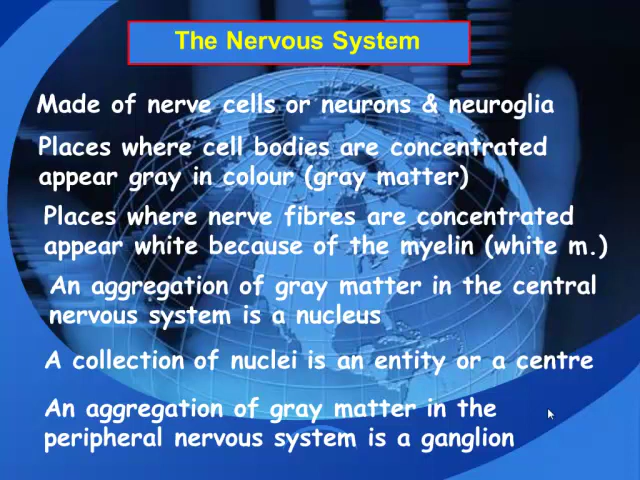 The Nervous System
Made of nerve cells or neurons & neuroglia
Places where cell bodies are concentrated
appear gray in colour (gray matter)
Places where nerve fibres are concentrated
appear white because of the myelin (white m.)
An aggregation of gray matter in the central
nervous system is a nucleus
A collection of nuclei is an entity or a centre
An aggregation of gray matter in the
peripheral nervous system is a ganglion